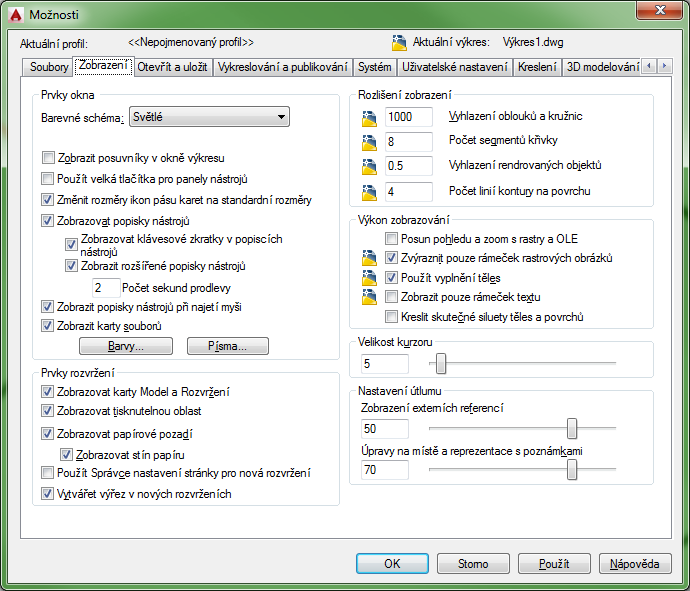 Možnosti
Aktuální profil: <<Nepojmenovaný profil>> Aktuální výkres: Výkres1.dwg
Soubory Zobrazení Otevřít a uložit Vykreslování a publikování Systém Uživatelské nastavení Kreslení 3D modelování
Prvky okna
Barevné schéma: Světlé
Zobrazit posuvníky v okně výkresu
Použít velká tlačítka pro panely nástrojů
Změnit rozměry ikon pásu karet na standardní rozměry
Zobrazovat popisky nástrojů
Zobrazovat klávesové zkratky v popiscích
nástrojů
Zobrazit rozšířené popisky nástrojů
2 Počet sekund prodlevy
Zobrazit popisky nástrojů při najetí myši
Zobrazit karty souborů
Barvy... Písma...
Prvky rozvržení
Zobrazovat karty Model a Rozvržení
Zobrazovat tisknutelnou oblast
Zobrazovat papírové pozadí
Zobrazovat stín papíru
Použít Správce nastavení stránky pro nová rozvržení
Vytvářet výřez v nových rozvrženích
Rozlišení zobrazení
1000 Vyhlazení oblouků a kružnic
8 Počet segmentů křivky
0.5 Vyhlazení rendrovaných objektů
4 Počet linií kontury na povrchu
Výkon zobrazování
Posun pohledu a zoom s rastry a OLE
Zvýraznit pouze rámeček rastrových obrázků
Použít vyplnění těles
Zobrazit pouze rámeček textu
Kreslit skutečné siluety těles a povrchů
Velikost kurzoru
5
Nastavení útlumu
Zobrazení externích referencí
50
Úpravy na místě a reprezentace s poznámkami
70
OK Storno Použít Nápověda